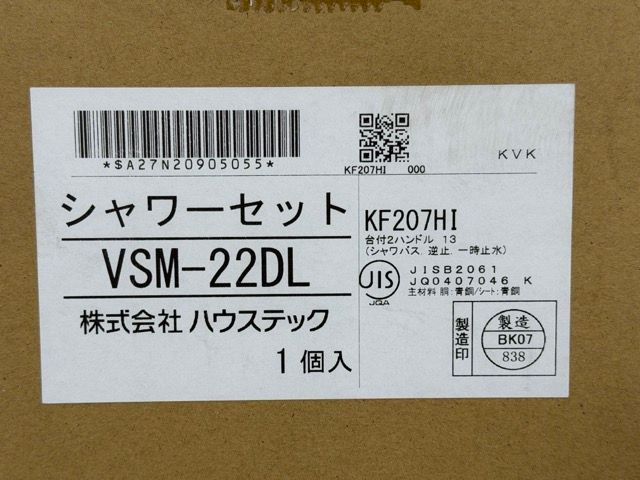 *$A27N20905055*
KF207HI 000
KVK
シャワーセット
VSM-22DL
株式会社 ハウステック
1個入
KF207HI
台付2ハンドル 13
(シャワバス. 逆止. 一時止水)
JIS
JQA
JISB2061
JQ0407046 K
主材料 胴:青銅/シート:青銅
製造印
製造
BK07
838